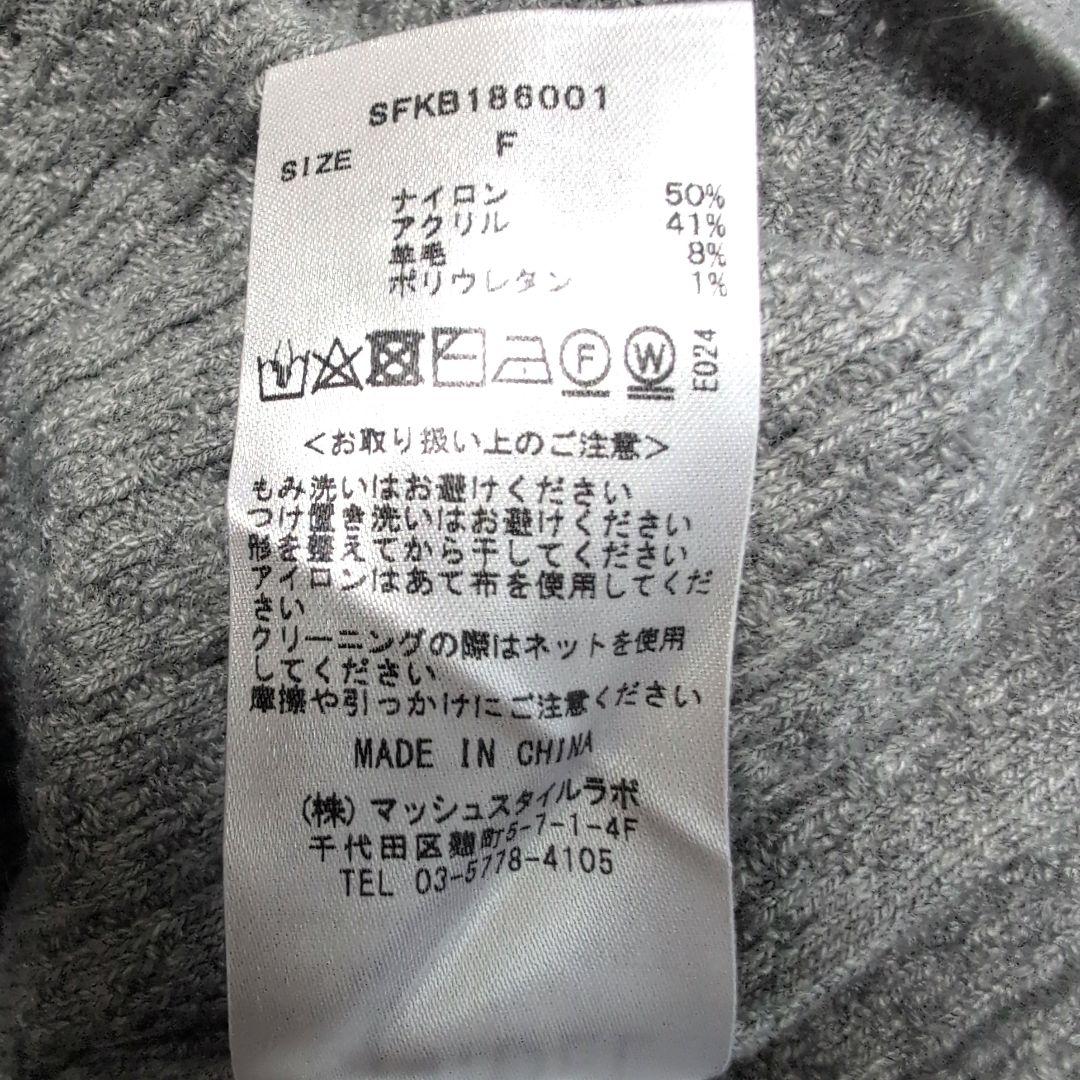 SFKB186001
SIZE F
ナイロン 50%
アクリル 41%
羊毛 8%
ポリウレタン 1%
F W E024
<お取り扱い上のご注意>
もみ洗いはお避けください
つけ置き洗いはお避けください
形を整えてから干してください
アイロンはあて布を使用してくだ
さい
クリーニングの際はネットを使用
してください
摩擦や引っかけにご注意ください
MADE IN CHINA
(株)マッシュスタイルラボ
千代田区麹町5-7-1-4F
TEL 03-5778-4105